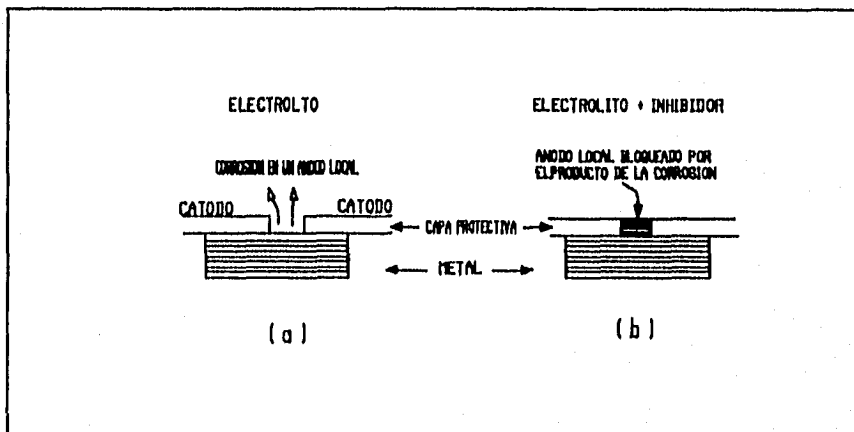 ELECTROLTO
CORROSION EN UN ANODO LOCAL
CATODO
CATODO
(a)
ELECTROLITO + INHIBIDOR
ANODO LOCAL BLOQUEADO POR
ELPRODUCTO DE LA CORROSION
CAPA PROTECTIVA
METAL
(b)